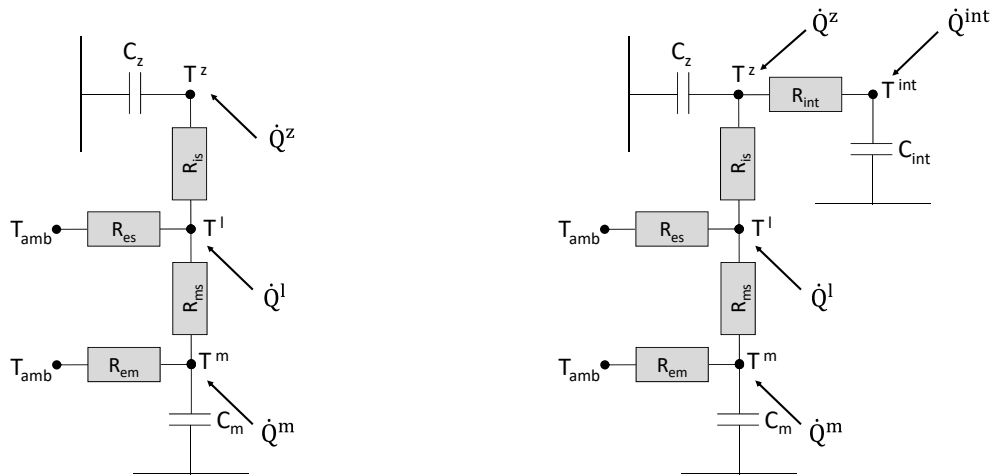 C_z
T^z
Q̇^z
R_is
T_amb
R_es
T^l
Q̇^l
R_ms
T_amb
R_em
T^m
C_m
Q̇^m
Q̇^z
Q̇^int
C_z
T^z
R_int
T^int
R_is
C_int
T_amb
R_es
T^l
Q̇^l
R_ms
T_amb
R_em
T^m
C_m
Q̇^m